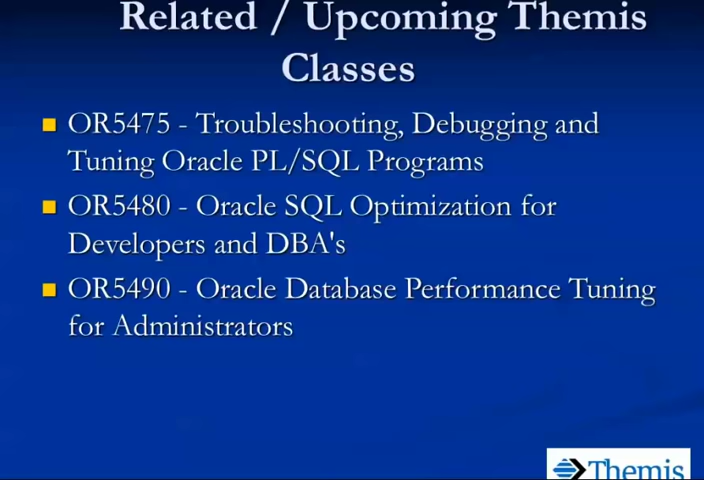 Related / Upcoming Themis
Classes
OR5475 - Troubleshooting, Debugging and
Tuning Oracle PL/SQL Programs
OR5480 - Oracle SQL Optimization for
Developers and DBA's
OR5490 - Oracle Database Performance Tuning
for Administrators
Themis